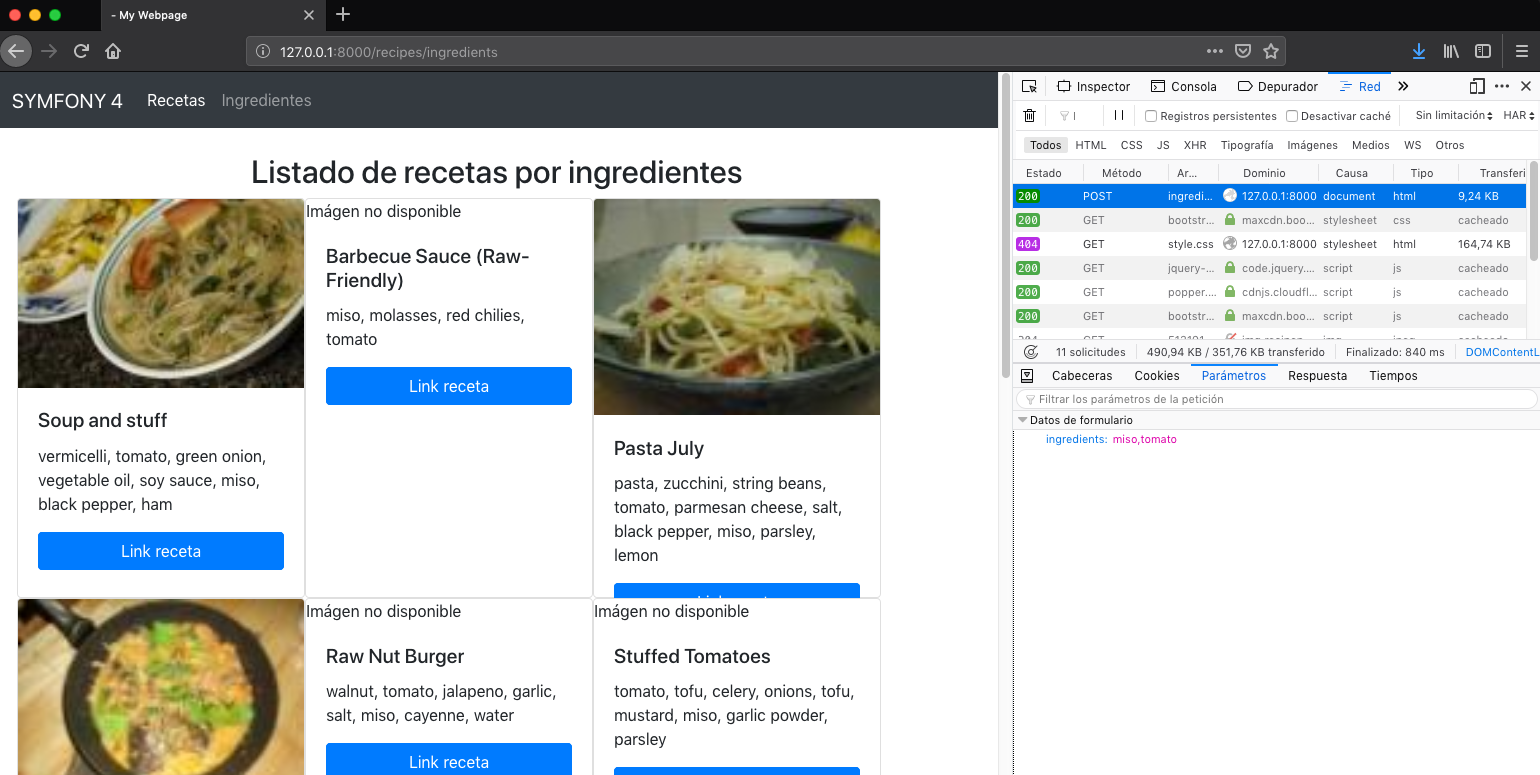 - My Webpage
127.0.0.1:8000/recipes/ingredients
SYMFONY 4 Recetas Ingredientes
Listado de recetas por ingredientes
Soup and stuff
vermicelli, tomato, green onion,
vegetable oil, soy sauce, miso,
black pepper, ham
Link receta
Imágen no disponible
Barbecue Sauce (Raw-
Friendly)
miso, molasses, red chilies,
tomato
Link receta
Pasta July
pasta, zucchini, string beans,
tomato, parmesan cheese, salt,
black pepper, miso, parsley,
lemon
Imágen no disponible
Raw Nut Burger
walnut, tomato, jalapeno, garlic,
salt, miso, cayenne, water
Link receta
Imágen no disponible
Stuffed Tomatoes
tomato, tofu, celery, onions, tofu,
mustard, miso, garlic powder,
parsley
Inspector Consola Depurador Red
Registros persistentes Desactivar caché Sin limitación HAR
Todos HTML CSS JS XHR Tipografía Imágenes Medios WS Otros
Estado Método Ar... Dominio Causa Tipo Transferi
200 POST ingredi... 127.0.0.1:8000 document html 9,24 KB
200 GET bootstr... maxcdn.boo... stylesheet css cacheado
404 GET style.css 127.0.0.1:8000 stylesheet html 164,74 KB
200 GET jquery-... code.jquery.... script js cacheado
200 GET popper.... cdnjs.cloudfl... script js cacheado
200 GET bootstr... maxcdn.boo... script js cacheado
11 solicitudes 490,94 KB / 351,76 KB transferido Finalizado: 840 ms DOMContentL
Cabeceras Cookies Parámetros Respuesta Tiempos
Filtrar los parámetros de la petición
Datos de formulario
ingredients: miso,tomato